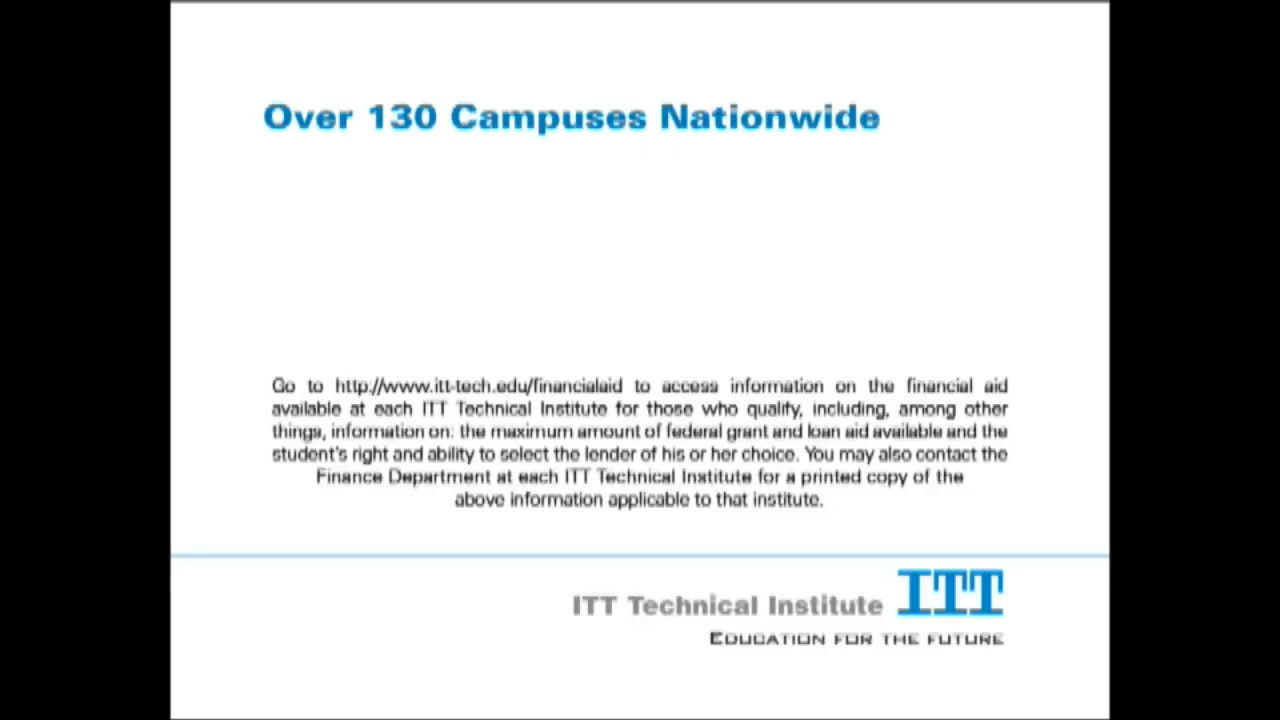 Over 130 Campuses Nationwide
Go to http://www.itt-tech.edu/financialaid to access information on the financial aid
available at each ITT Technical Institute for those who qualify, including, among other
things, information on: the maximum amount of federal grant and loan aid available and the
student's right and ability to select the lender of his or her choice. You may also contact the
Finance Department at each ITT Technical Institute for a printed copy of the
above information applicable to that institute.
ITT Technical Institute ITT
EDUCATION FOR THE FUTURE